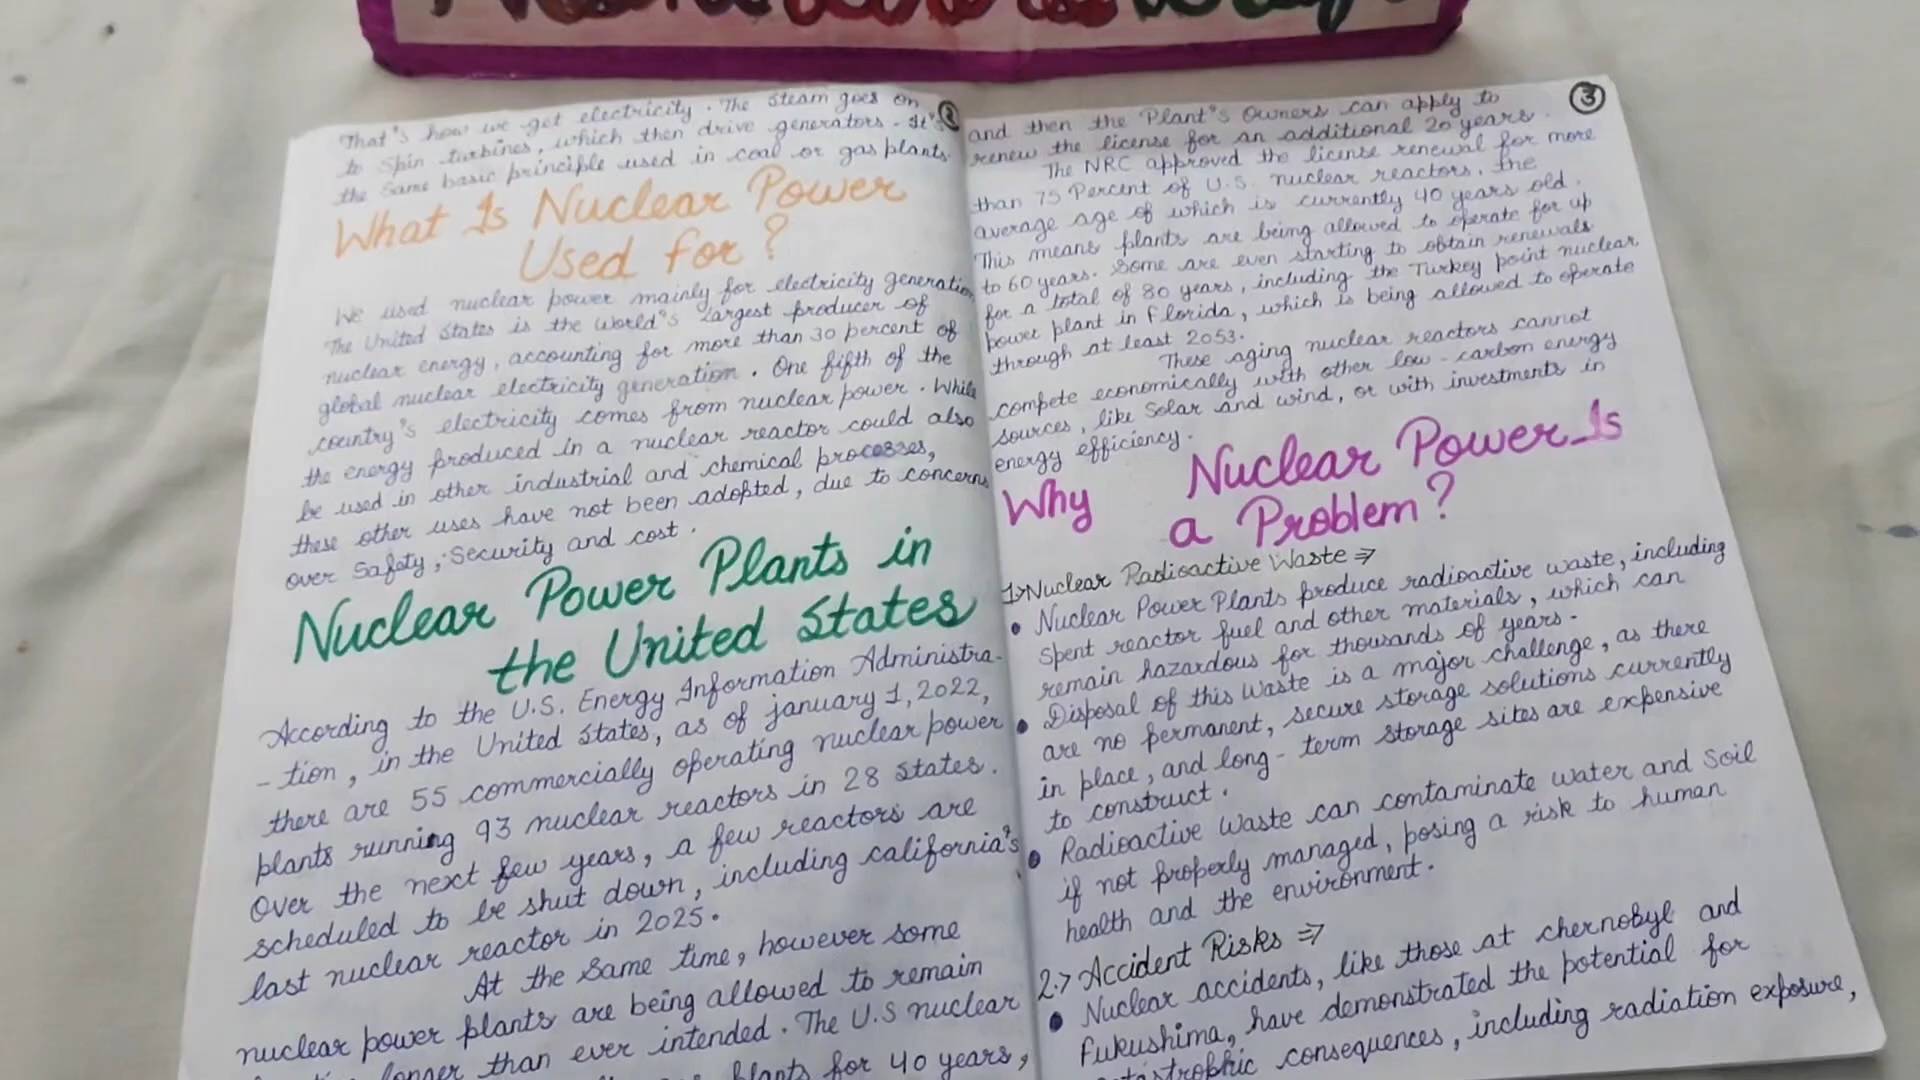 ②
That's how we get electricity. The steam goes on
to Spin turbines, which then drive generators. It's
the same basic principle used in coal or gas plants.
What Is Nuclear Power
Used for?
We used nuclear power mainly for electricity generation
The United States is the World's Largest producer of
nuclear energy, accounting for more than 30 percent of
global nuclear electricity generation. One fifth of the
country's electricity comes from nuclear power. While
the energy produced in a nuclear reactor could also
be used in other industrial and chemical processes,
these other uses have not been adopted, due to concerns
over Safety, Security and cost.
Nuclear Power Plants in
the United States
According to the U.S. Energy Information Administra-
-tion, in the United States, as of january 1, 2022,
there are 55 commercially operating nuclear power
plants running 93 nuclear reactors in 28 states.
Over the next few years, a few reactors are
scheduled to be shut down, including california's
last nuclear reactor in 2025.
At the Same time, however some
nuclear power plants are being allowed to remain
longer than ever intended. The U.S nuclear
plants for 40 years,
③
and then the Plant's Owners can apply to
renew the license for an additional 20 years.
The NRC approved the license renewal for more
than 75 Percent of U.S. nuclear reactors, the
average age of which is currently 40 years old.
This means plants are being allowed to operate for up
to 60 years. Some are even starting to obtain renewals
for a total of 80 years, including the Turkey point nuclear
power plant in Florida, which is being allowed to operate
through at least 2053.
These aging nuclear reactors cannot
compete economically with other low-carbon energy
sources, like Solar and wind, or with investments in
energy efficiency.
Why Nuclear Power Is
a Problem?
1.> Nuclear Radioactive Waste ⇒
• Nuclear Power Plants produce radioactive waste, including
spent reactor fuel and other materials, which can
remain hazardous for thousands of years.
• Disposal of this Waste is a major challenge, as there
are no permanent, secure storage solutions currently
in place, and long-term storage sites are expensive
to construct.
• Radioactive Waste can contaminate water and Soil
if not properly managed, posing a risk to human
health and the environment.
2.> Accident Risks ⇒
• Nuclear accidents, like those at chernobyl and
fukushima, have demonstrated the potential for
catastrophic consequences, including radiation exposure,